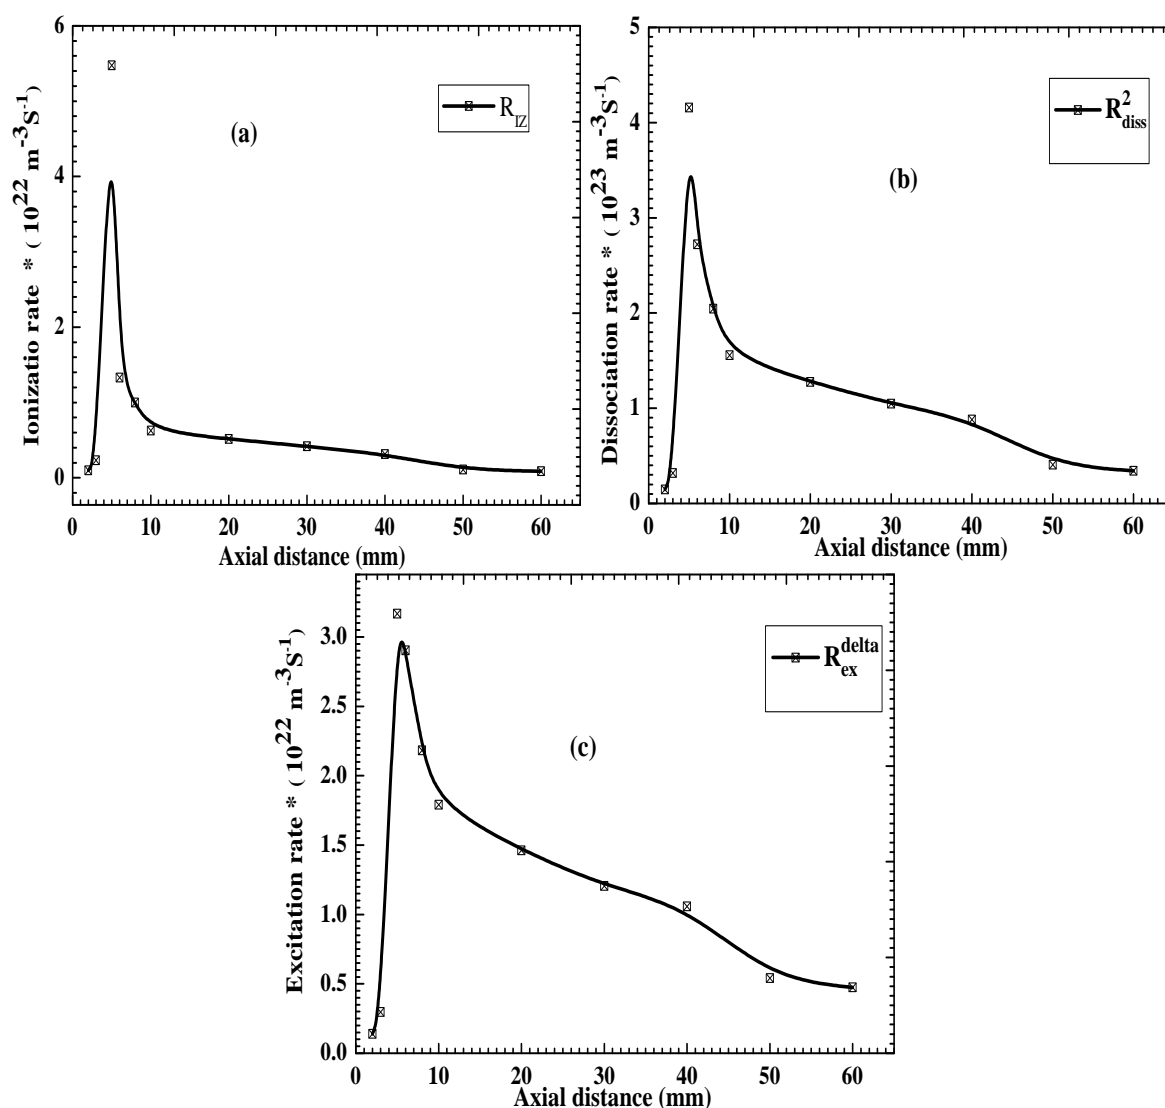 6
4
2
0
Ionizatio rate * ( 10^22 m^-3S^-1)
(a)
R_IZ
0 10 20 30 40 50 60
Axial distance (mm)
5
4
3
2
1
0
Dissociation rate * ( 10^23 m^-3S^-1)
(b)
R^2_diss
0 10 20 30 40 50 60
Axial distance (mm)
3.0
2.5
2.0
1.5
1.0
0.5
0.0
Excitation rate * ( 10^22 m^-3S^-1)
(c)
R^delta_ex
0 10 20 30 40 50 60
Axial distance (mm)